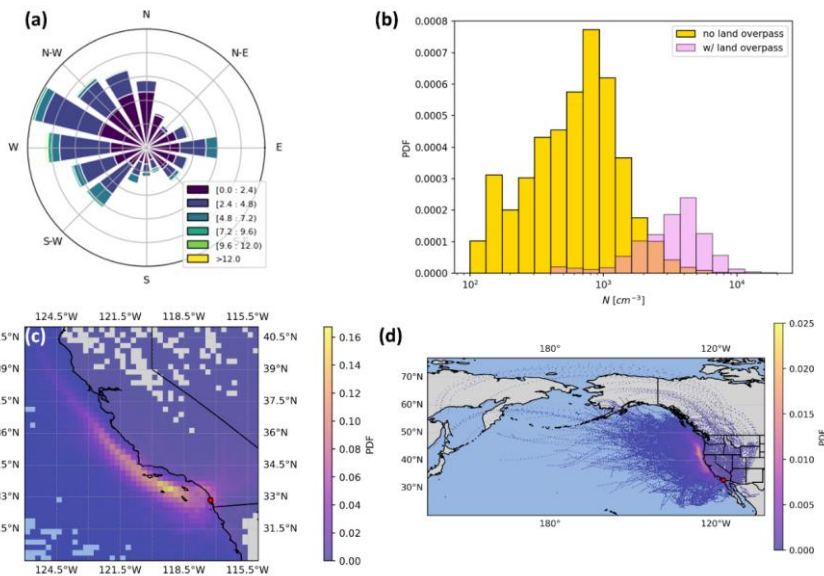 (a)
N
N-W
N-E
W
E
S-W
S
[0.0 : 2.4)
[2.4 : 4.8)
[4.8 : 7.2)
[7.2 : 9.6)
[9.6 : 12.0)
>12.0
(b)
0.0008
0.0007
0.0006
0.0005
0.0004
0.0003
0.0002
0.0001
0.0000
PDF
no land overpass
w/ land overpass
10² 10³ 10⁴
N [cm⁻³]
(c)
124.5°W 121.5°W 118.5°W
40.5°N
39°N
36°N
34.5°N
33°N
31.5°N
124.5°W 121.5°W 118.5°W 115.5°W
0.16
0.14
0.12
0.10
0.08
0.06
0.04
0.02
0.00
PDF
(d)
180° 120°W
70°N
60°N
50°N
40°N
30°N
180° 120°W
0.025
0.020
0.015
0.010
0.005
0.000
PDF